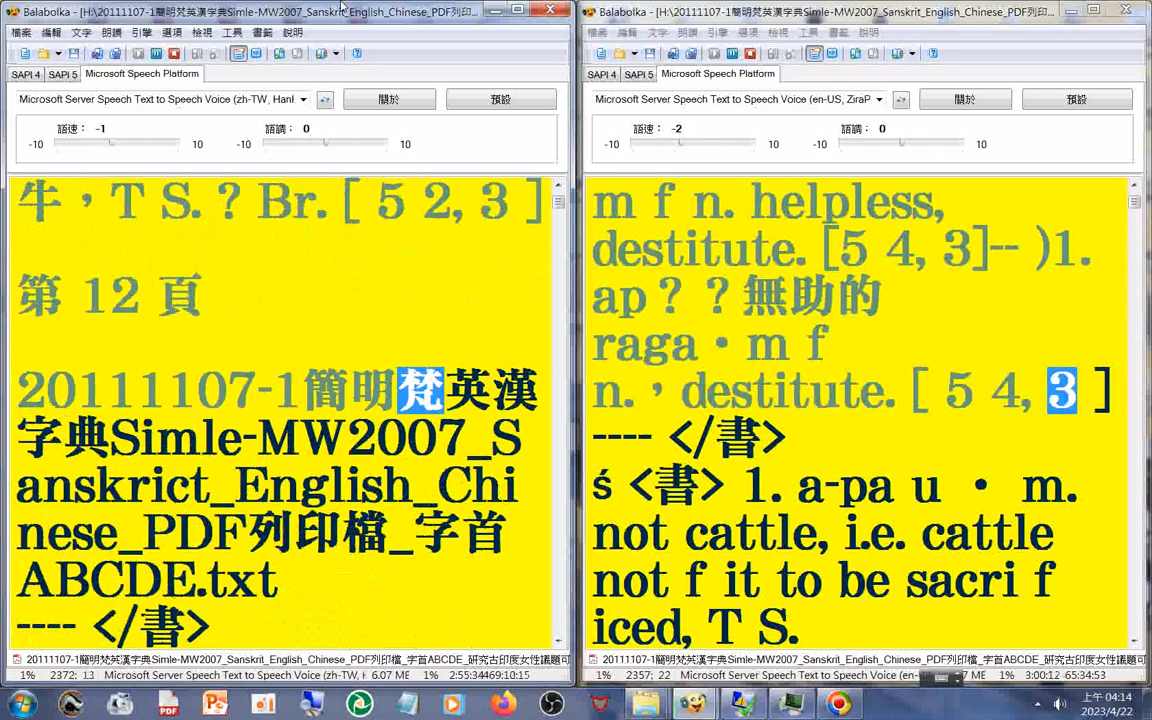 Balabolka - [H:\20111107-1簡明梵英漢字典Simle-MW2007_Sanskrit_English_Chinese_PDF列印...
檔案 編輯 文字 朗讀 引擎 選項 檢視 工具 書籤 說明
SAPI 4 SAPI 5 Microsoft Speech Platform
Microsoft Server Speech Text to Speech Voice (zh-TW, Hanl
關於 預設
語速： -1 語調： 0
-10 10 -10 10
牛，T S. ? Br. [ 5 2, 3 ]
第 12 頁
20111107-1簡明梵英漢
字典Simle-MW2007_S
anskrict_English_Chi
nese_PDF列印檔_字首
ABCDE.txt
---- </書>
20111107-1簡明梵英漢字典Simle-MW2007_Sanskrit_English_Chinese_PDF列印檔_字首ABCDE_研究古印度女性議題可
1% 2372: 13 Microsoft Server Speech Text to Speech Voice (zh-TW, H 6.07 MB 1% 2:55:34469:10:15
Balabolka - [H:\20111107-1簡明梵英漢字典Simle-MW2007_Sanskrit_English_Chinese_PDF列印...
檔案 編輯 文字 朗讀 引擎 選項 檢視 工具 書籤 說明
SAPI 4 SAPI 5 Microsoft Speech Platform
Microsoft Server Speech Text to Speech Voice (en-US, ZiraP
關於 預設
語速： -2 語調： 0
-10 10 -10 10
m f n. helpless,
destitute. [5 4, 3]-- )1.
ap ? ? 無助的
raga • m f
n.，destitute. [ 5 4, 3 ]
---- </書>
ś <書> 1. a-pa u • m.
not cattle, i.e. cattle
not f it to be sacri f
iced, T S.
20111107-1簡明梵英漢字典Simle-MW2007_Sanskrit_English_Chinese_PDF列印檔_字首ABCDE_研究古印度女性議題可
1% 2357: 22 Microsoft Server Speech Text to Speech Voice (en-U 1% 3:00:12 -65:34:53
上午 04:14
2023/4/22